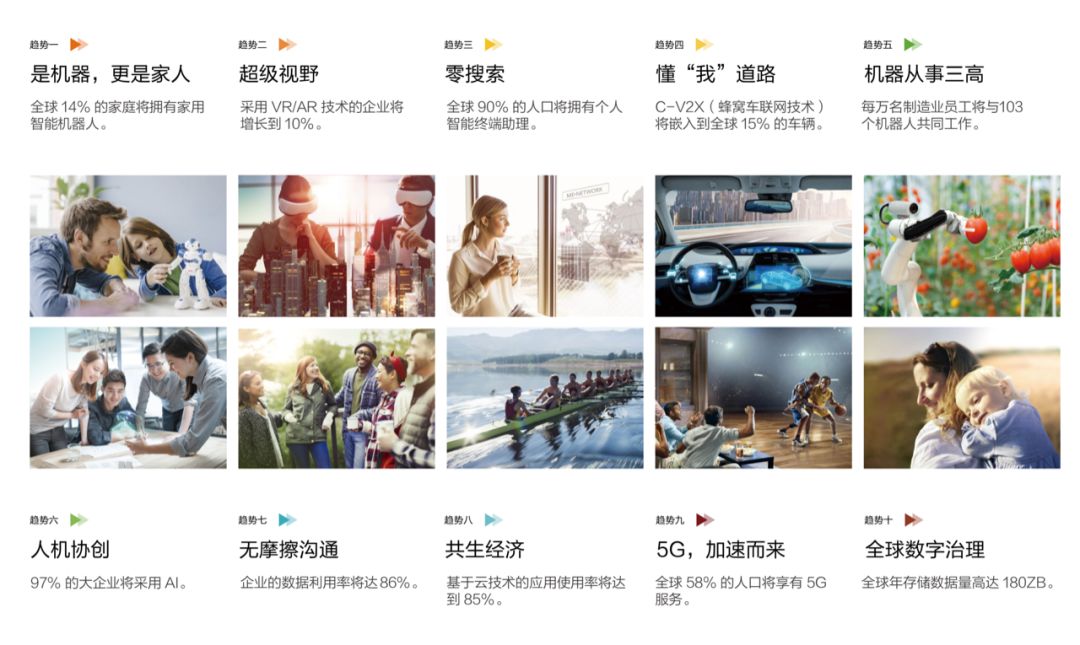 趋势一
是机器，更是家人
全球 14% 的家庭将拥有家用
智能机器人。
趋势二
超级视野
采用 VR/AR 技术的企业将
增长到 10%。
趋势三
零搜索
全球 90% 的人口将拥有个人
智能终端助理。
趋势四
懂“我”道路
C-V2X（蜂窝车联网技术）
将嵌入到全球 15% 的车辆。
趋势五
机器从事三高
每万名制造业员工将与103
个机器人共同工作。
ME-NETWORK
趋势六
人机协创
97% 的大企业将采用 AI。
趋势七
无摩擦沟通
企业的数据利用率将达 86%。
趋势八
共生经济
基于云技术的应用使用率将达
到 85%。
趋势九
5G，加速而来
全球 58% 的人口将享有 5G
服务。
趋势十
全球数字治理
全球年存储数据量高达 180ZB。